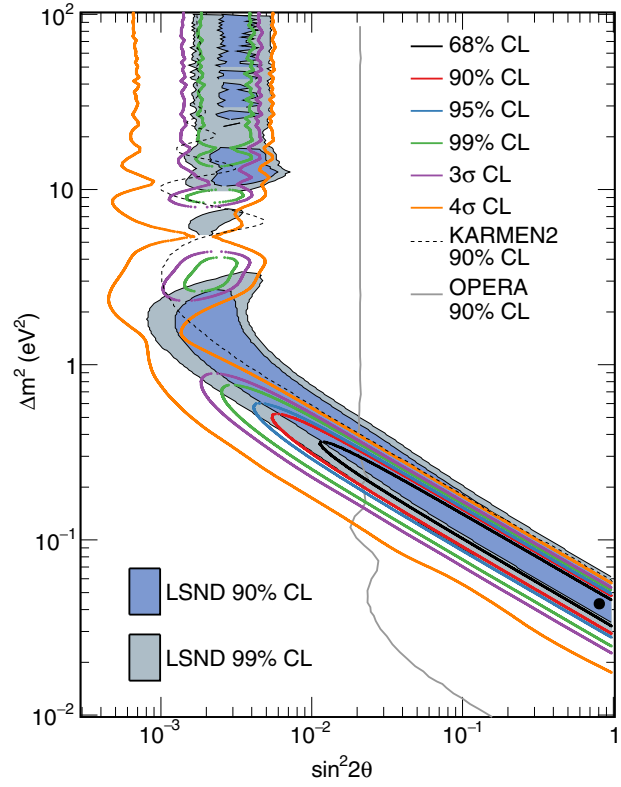 10²
10
1
10⁻¹
10⁻²
Δm² (eV²)
68% CL
90% CL
95% CL
99% CL
3σ CL
4σ CL
KARMEN2
90% CL
OPERA
90% CL
LSND 90% CL
LSND 99% CL
10⁻³
10⁻²
10⁻¹
1
sin²2θ